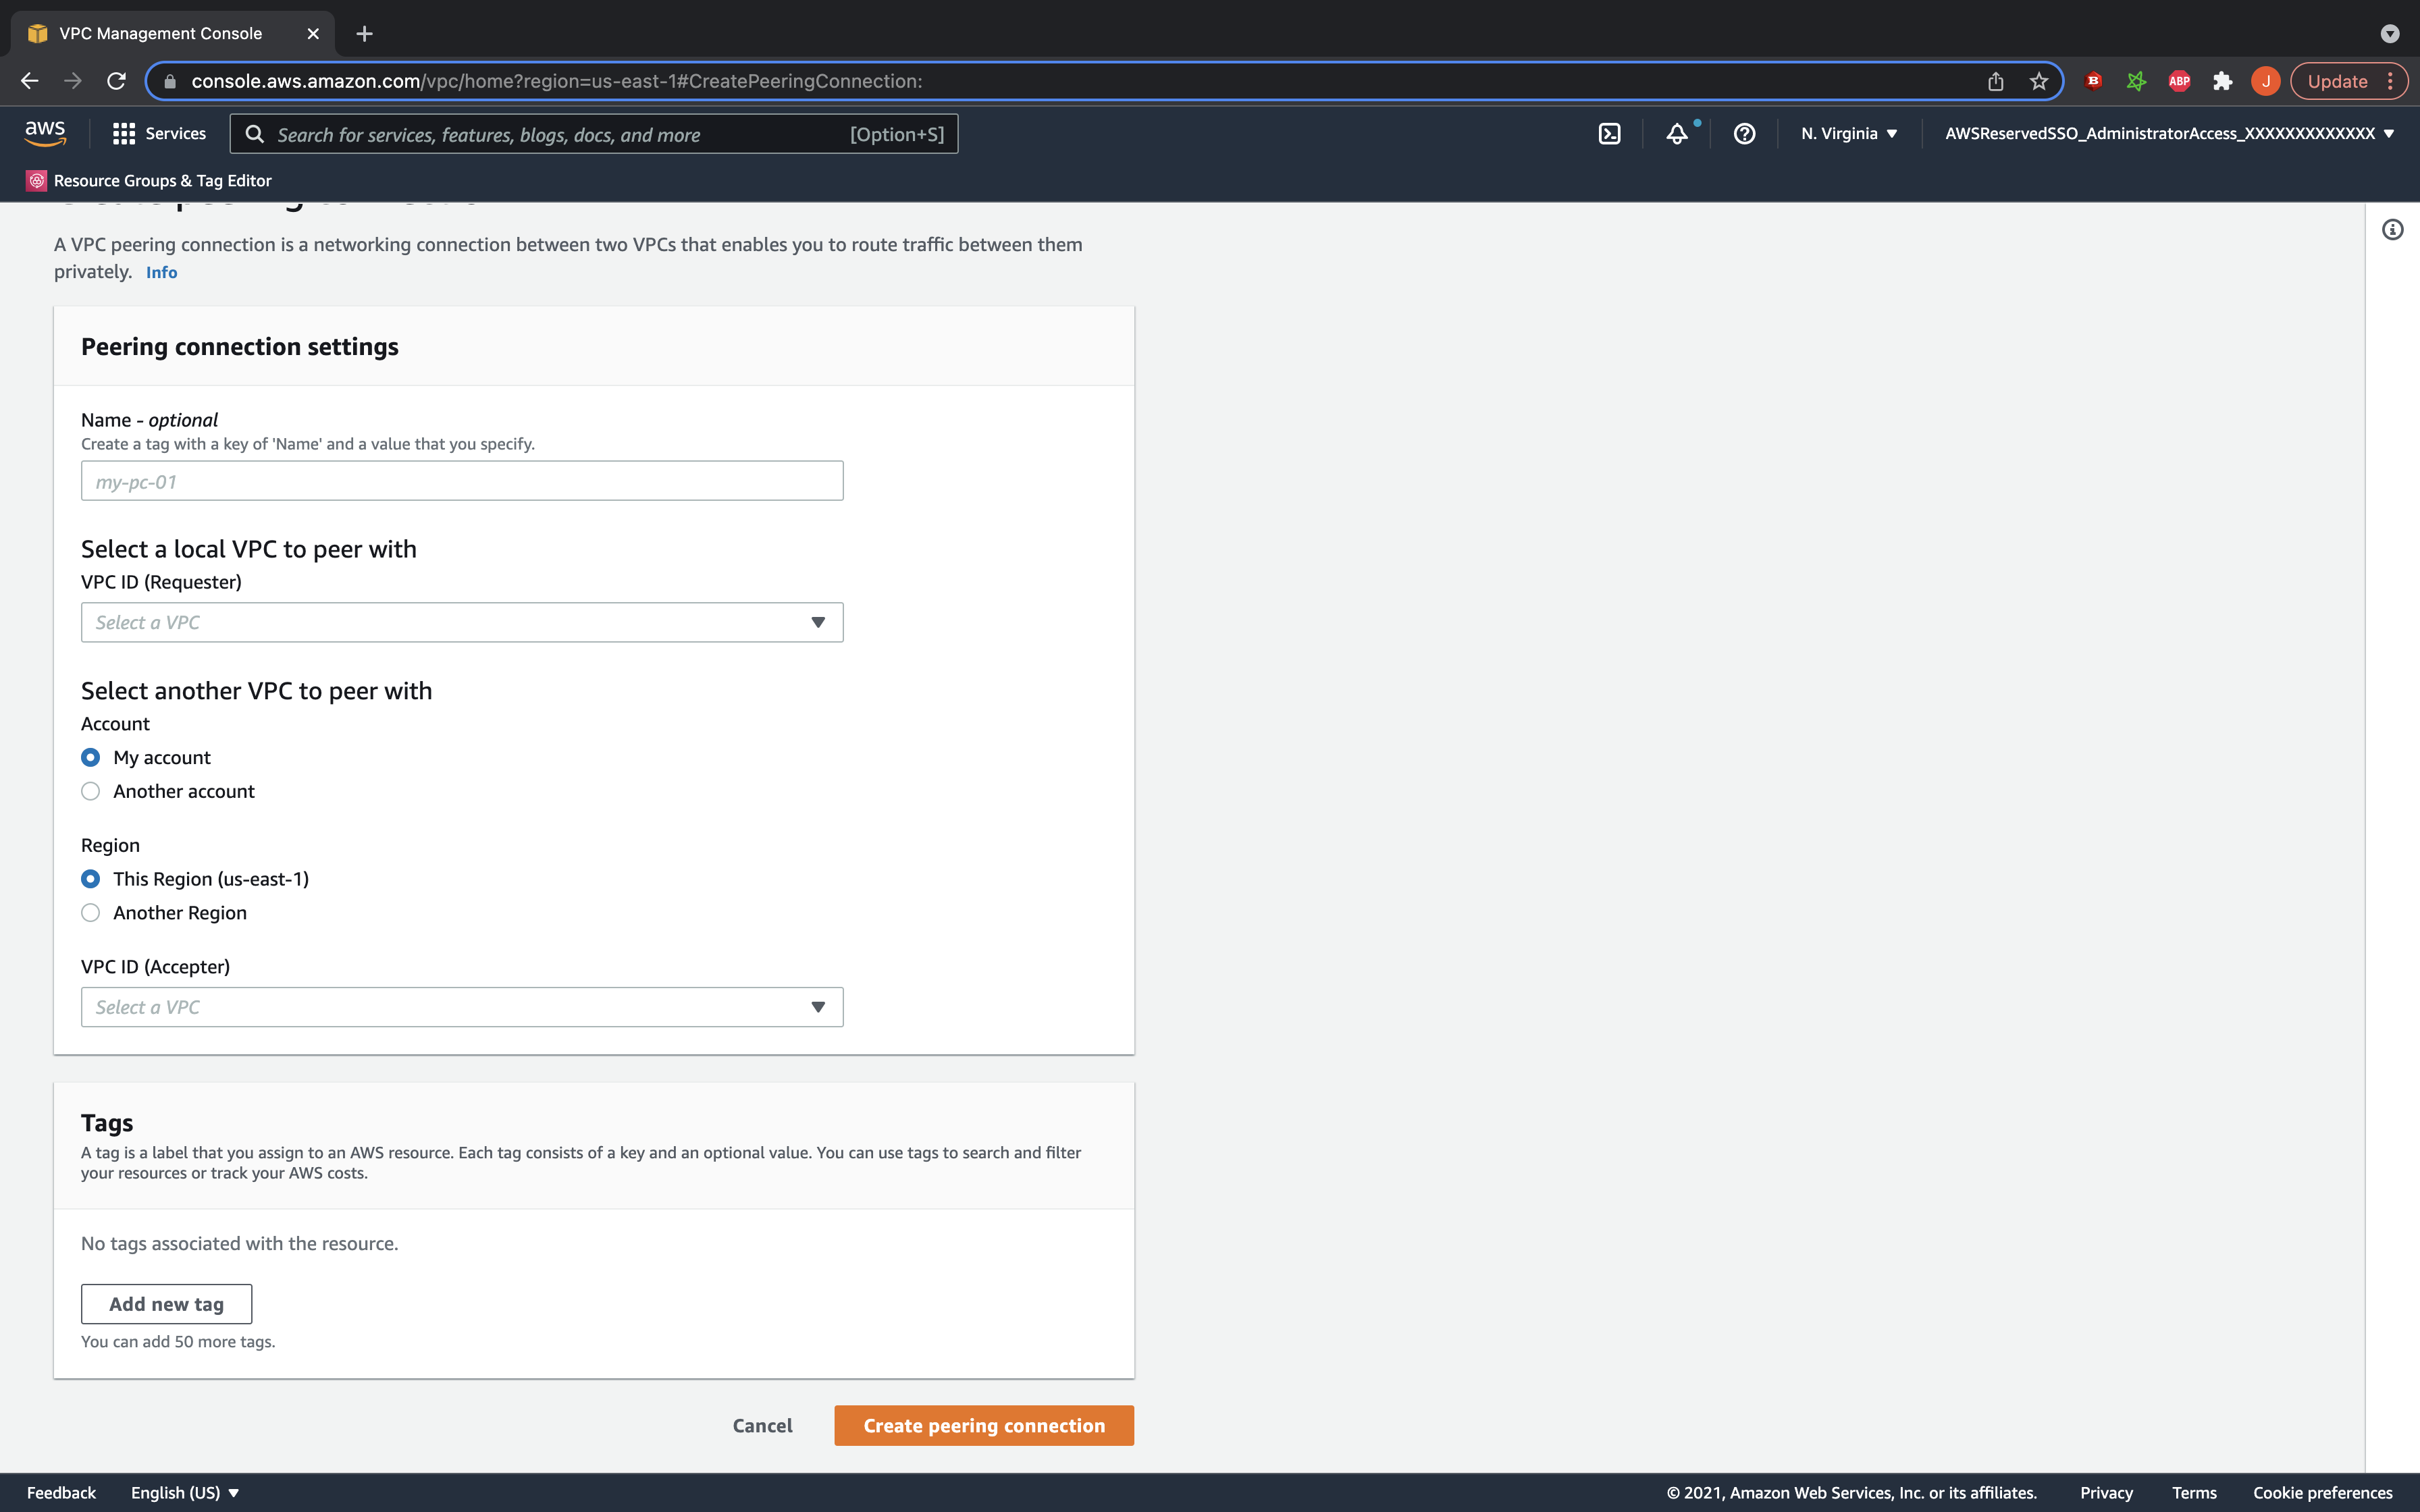 VPC Management Console
console.aws.amazon.com/vpc/home?region=us-east-1#CreatePeeringConnection:
ABP
J
Update
aws
Services
Search for services, features, blogs, docs, and more
[Option+S]
N. Virginia
AWSReservedSSO_AdministratorAccess_XXXXXXXXXXXXX
Resource Groups & Tag Editor
A VPC peering connection is a networking connection between two VPCs that enables you to route traffic between them
privately. Info
Peering connection settings
Name - optional
Create a tag with a key of 'Name' and a value that you specify.
my-pc-01
Select a local VPC to peer with
VPC ID (Requester)
Select a VPC
Select another VPC to peer with
Account
My account
Another account
Region
This Region (us-east-1)
Another Region
VPC ID (Accepter)
Select a VPC
Tags
A tag is a label that you assign to an AWS resource. Each tag consists of a key and an optional value. You can use tags to search and filter
your resources or track your AWS costs.
No tags associated with the resource.
Add new tag
You can add 50 more tags.
Cancel
Create peering connection
Feedback
English (US)
© 2021, Amazon Web Services, Inc. or its affiliates.
Privacy
Terms
Cookie preferences